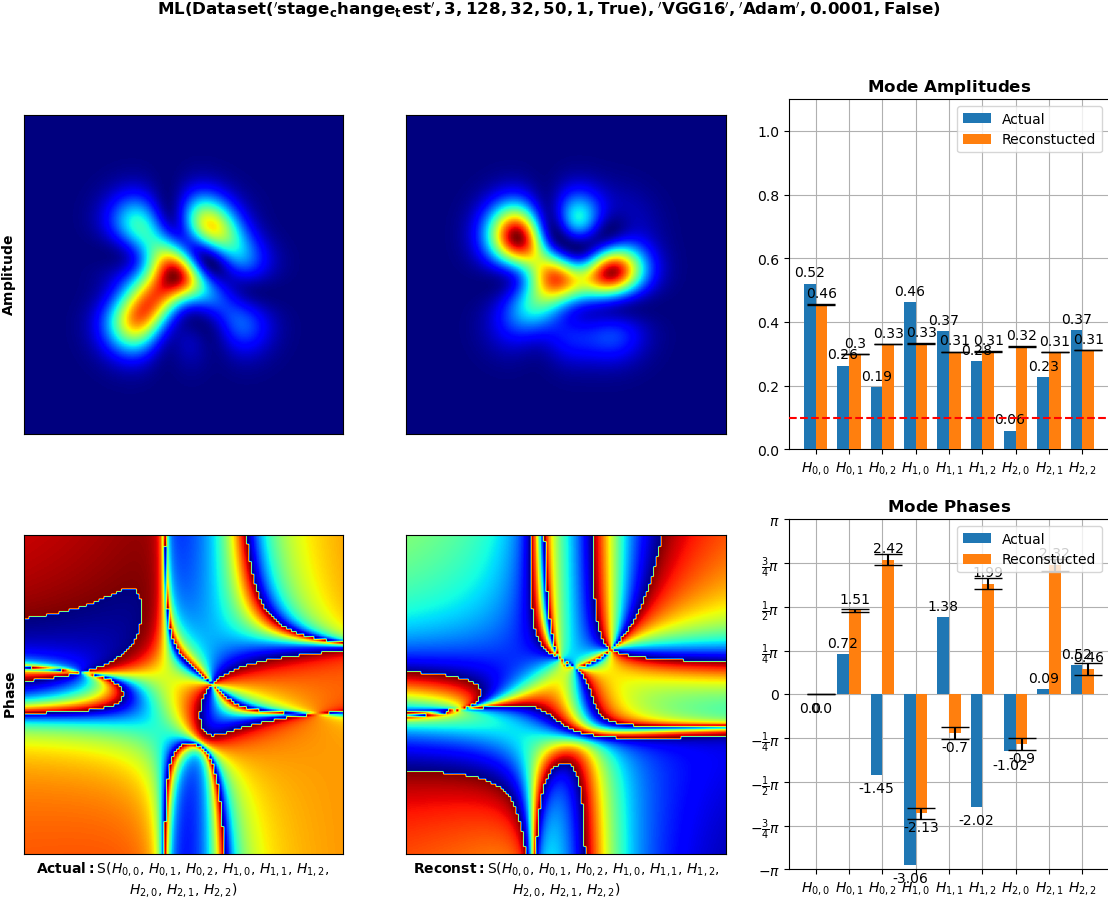 ML(Dataset('stage_change_test', 3, 128, 32, 50, 1, True), 'VGG16', 'Adam', 0.0001, False)
Amplitude
Mode Amplitudes
Actual
Reconstucted
1.0
0.8
0.6
0.4
0.2
0.0
0.52
0.46
0.26
0.3
0.19
0.33
0.46
0.33
0.37
0.31
0.28
0.31
0.06
0.32
0.23
0.31
0.37
0.31
H0,0 H0,1 H0,2 H1,0 H1,1 H1,2 H2,0 H2,1 H2,2
Phase
Mode Phases
Actual
Reconstucted
π
3/4π
1/2π
1/4π
0
−1/4π
−1/2π
−3/4π
−π
0.0
0.0
0.72
1.51
-1.45
2.42
-3.06
-2.13
1.38
-0.7
-2.02
1.99
-1.02
-0.9
0.09
2.32
0.52
0.46
H0,0 H0,1 H0,2 H1,0 H1,1 H1,2 H2,0 H2,1 H2,2
Actual: S(H0,0, H0,1, H0,2, H1,0, H1,1, H1,2,
H2,0, H2,1, H2,2)
Reconst: S(H0,0, H0,1, H0,2, H1,0, H1,1, H1,2,
H2,0, H2,1, H2,2)